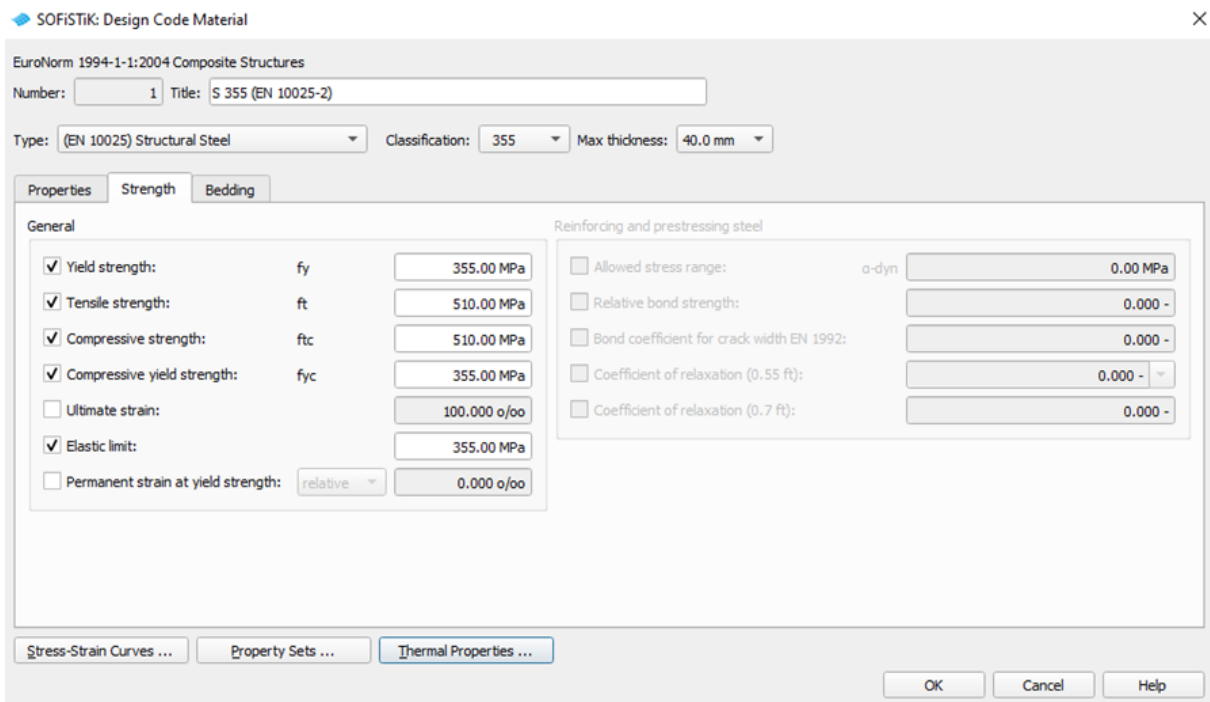 SOFiSTiK: Design Code Material
EuroNorm 1994-1-1:2004 Composite Structures
Number: 1 Title: S 355 (EN 10025-2)
Type: (EN 10025) Structural Steel Classification: 355 Max thickness: 40.0 mm
Properties Strength Bedding
General
Yield strength: fy 355.00 MPa
Tensile strength: ft 510.00 MPa
Compressive strength: ftc 510.00 MPa
Compressive yield strength: fyc 355.00 MPa
Ultimate strain: 100.000 o/oo
Elastic limit: 355.00 MPa
Permanent strain at yield strength: relative 0.000 o/oo
Reinforcing and prestressing steel
Allowed stress range: α-dyn 0.00 MPa
Relative bond strength: 0.000 -
Bond coefficient for crack width EN 1992: 0.000 -
Coefficient of relaxation (0.55 ft): 0.000 -
Coefficient of relaxation (0.7 ft): 0.000 -
Stress-Strain Curves ... Property Sets ... Thermal Properties ...
OK Cancel Help